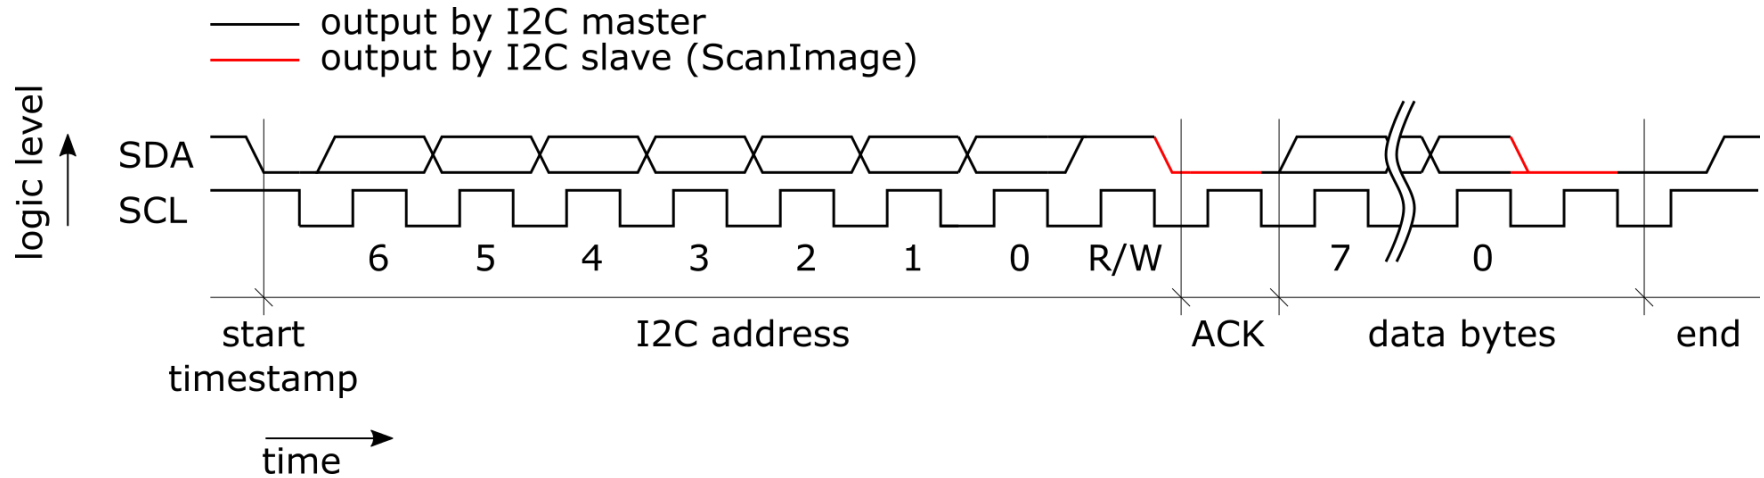 output by I2C master
output by I2C slave (ScanImage)
logic level
SDA
SCL
6 5 4 3 2 1 0 R/W 7 0
start I2C address ACK data bytes end
timestamp
time